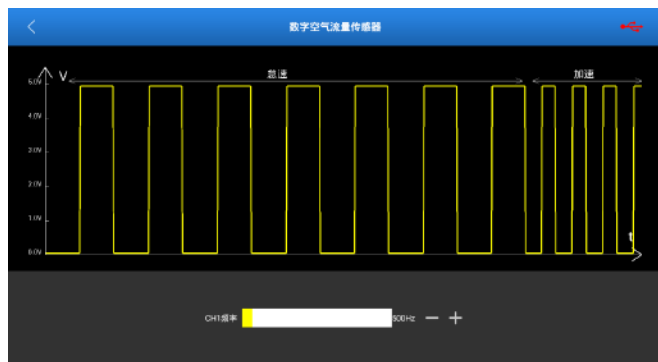 数字空气流量传感器
V
怠速
加速
5.0V
4.0V
3.0V
2.0V
1.0V
0.0V
t
CH1频率 500Hz － ＋